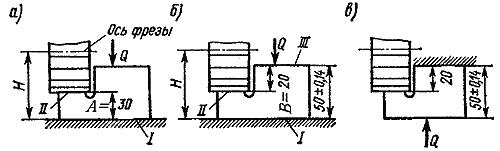 а)
Ось фрезы
Q
H
II
A=30
I
б)
Q
III
H
II
B=20
50±0,14
I
в)
20
50±0,14
Q